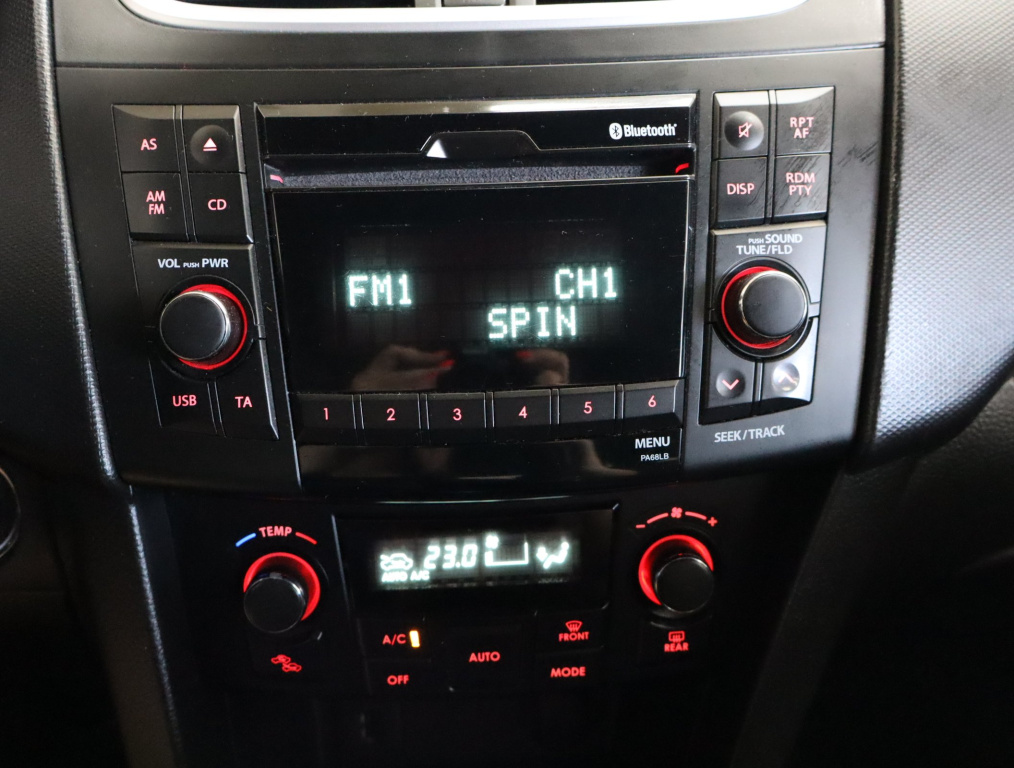 Bluetooth
AS
AM
FM
CD
RPT
AF
DISP
RDM
PTY
VOL PUSH PWR
PUSH SOUND
TUNE/FLD
FM1
CH1
SPIN
USB
TA
1
2
3
4
5
6
MENU
PA68LB
SEEK/TRACK
TEMP
- +
23.0
AUTO A/C
A/C
OFF
AUTO
FRONT
MODE
REAR